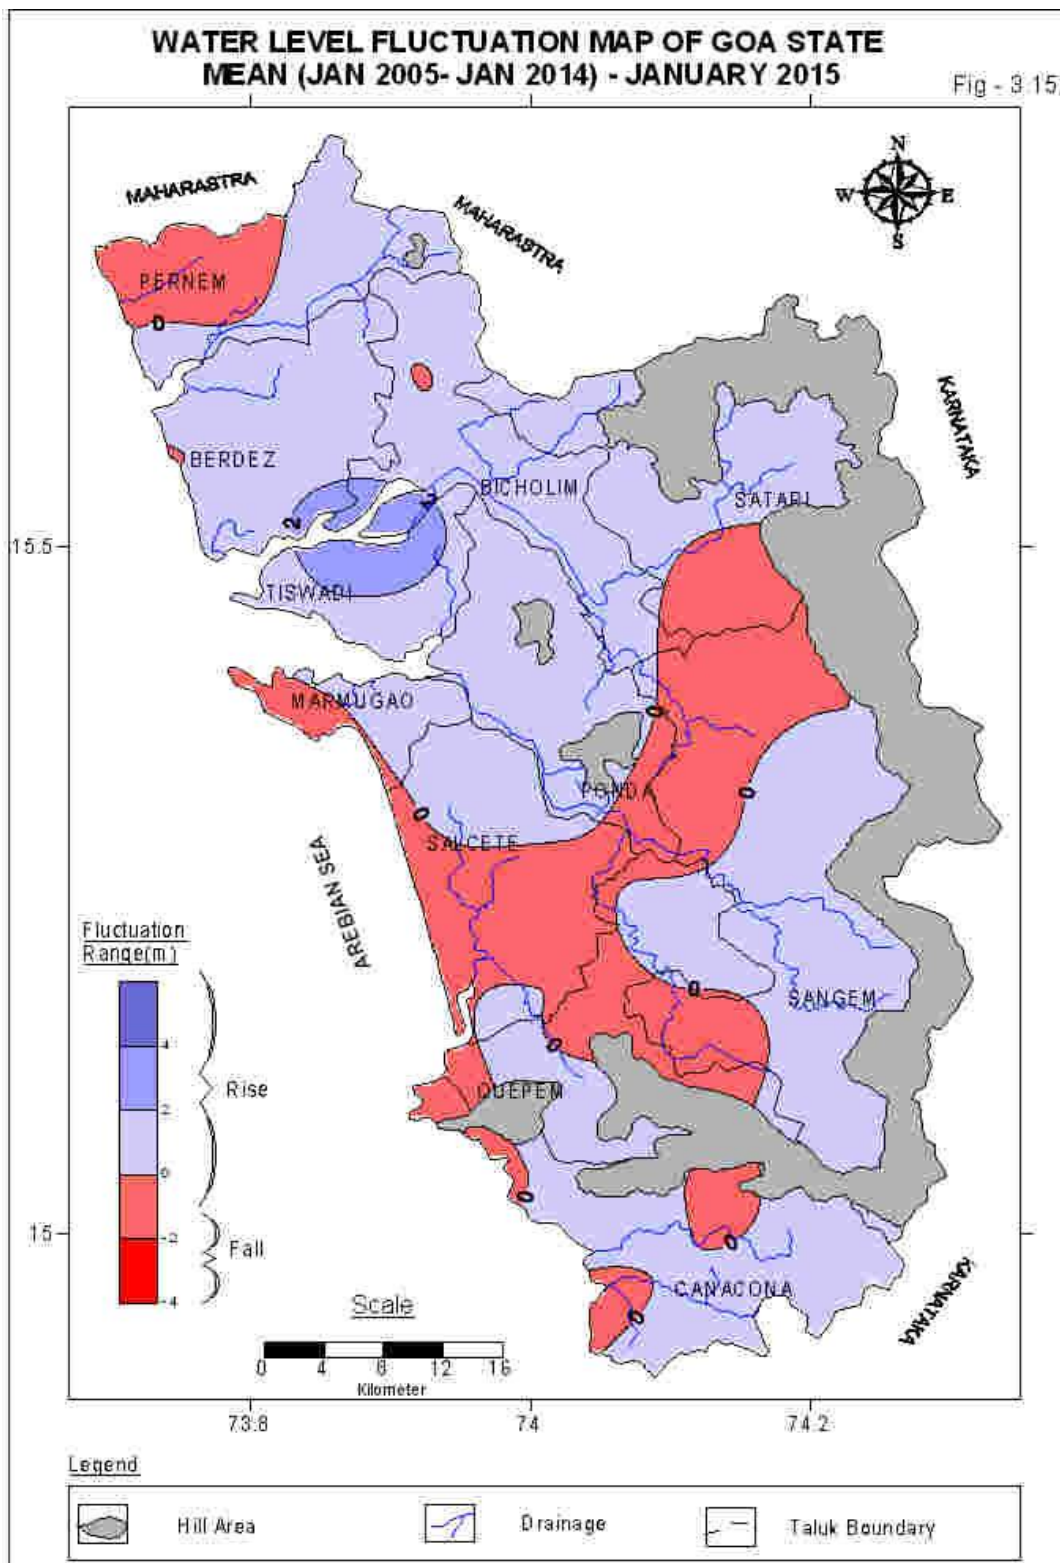 WATER LEVEL FLUCTUATION MAP OF GOA STATE
MEAN (JAN 2005- JAN 2014) - JANUARY 2015
Fig - 3.15
N
W E
S
MAHARASTRA
MAHARASTRA
PERNEM
0
KARNATAKA
BERDEZ
BICHOLIM
SATARI
2
2
15.5
TISWADI
MARMUGAO
0
PONDA
0
0
SALCETE
AREBIAN SEA
Fluctuation
Range(m)
0
SANGEM
4
0
Rise
QUEPEM
2
0
0
-2
Fall
15
0
KARNATAKA
CANACONA
-4
0
Scale
0 4 8 12 16
Kilometer
73.8 74 74.2
Legend
Hill Area
Drainage
Taluk Boundary